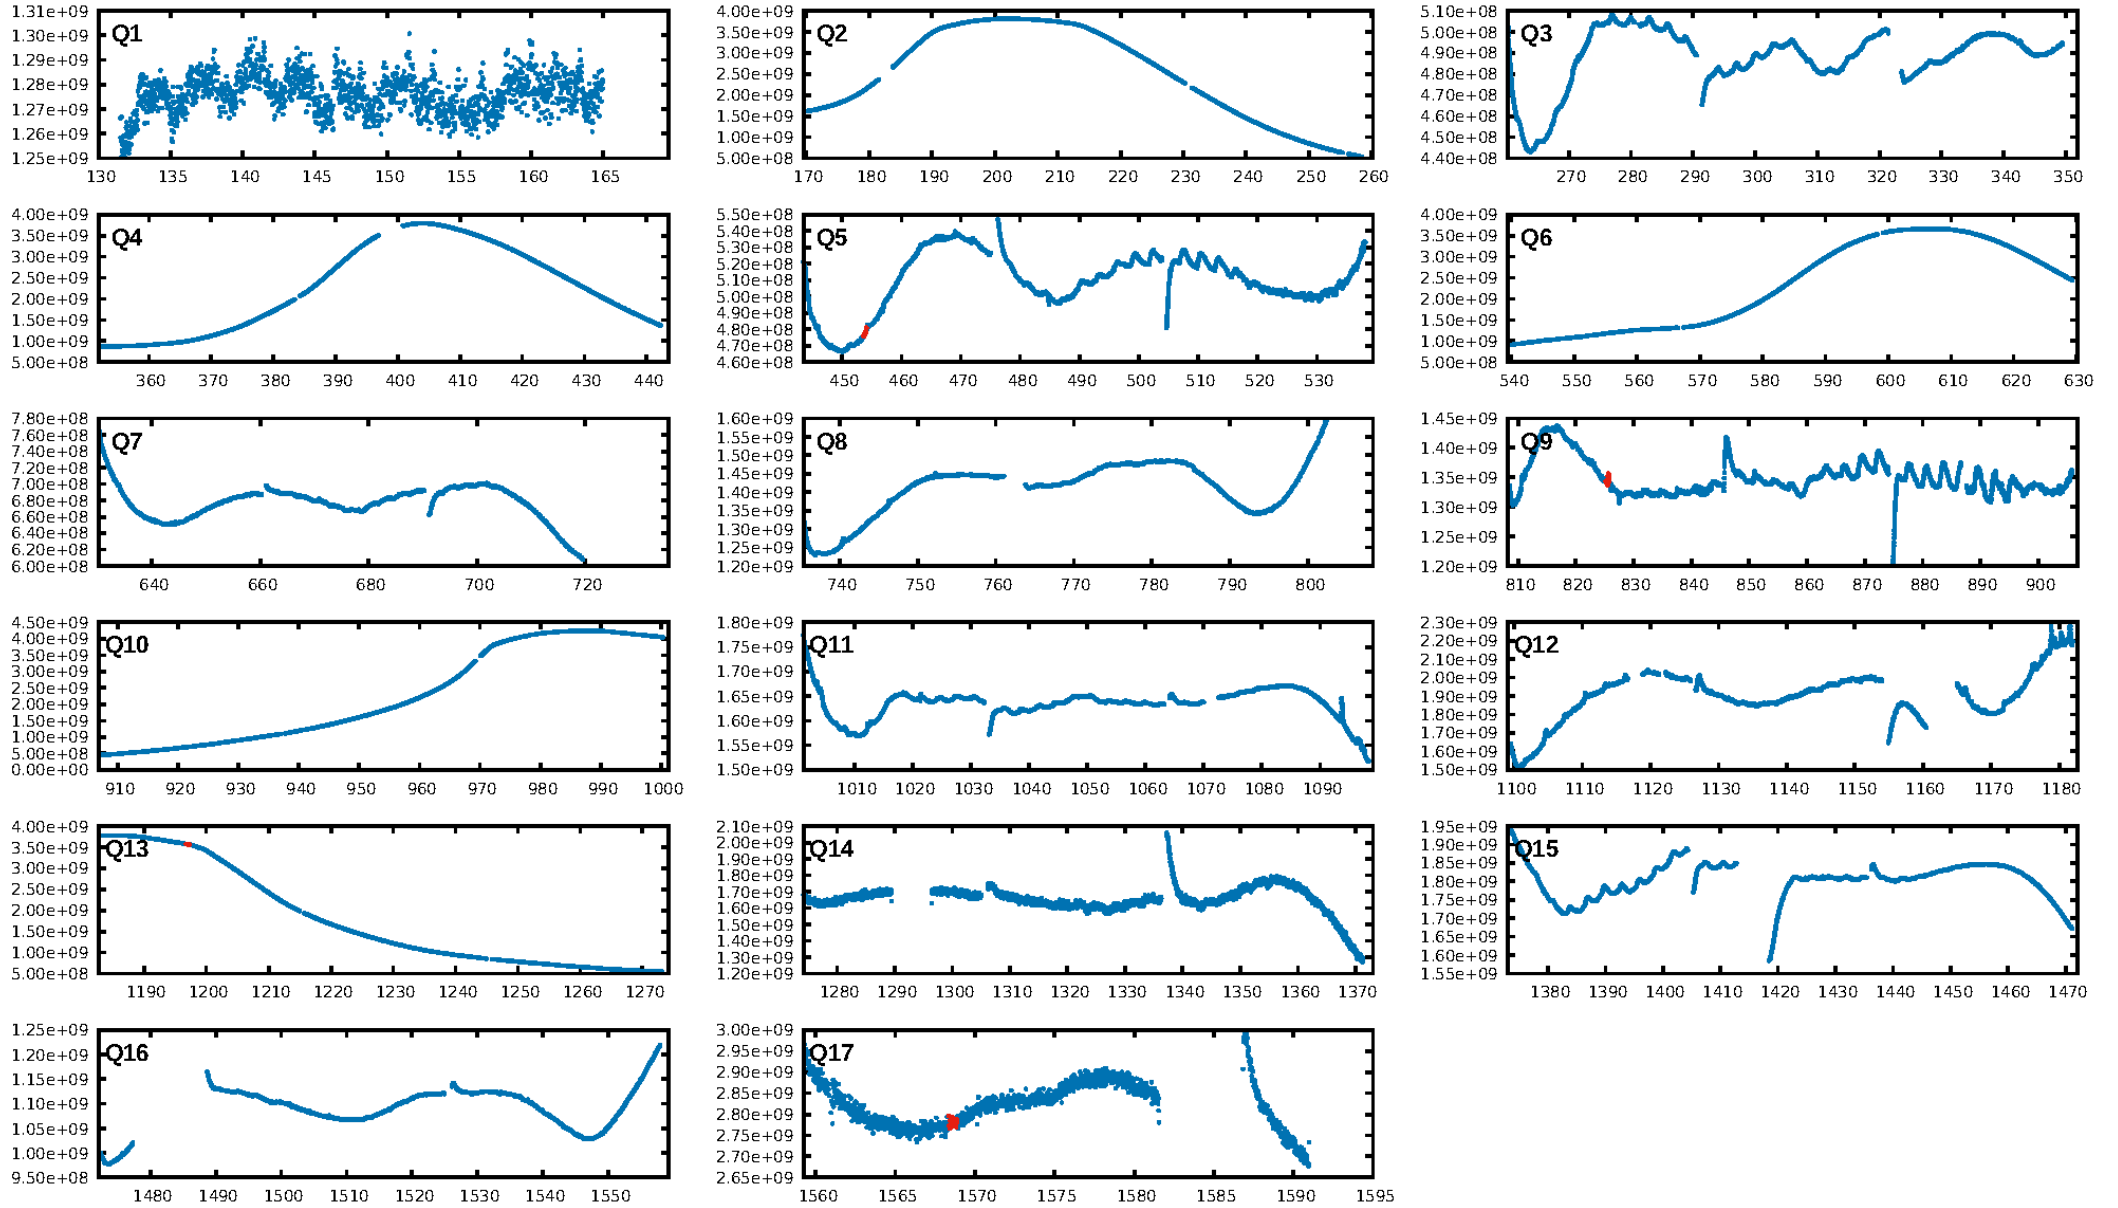 1.31e+09
1.30e+09
1.29e+09
1.28e+09
1.27e+09
1.26e+09
1.25e+09
Q1
130 135 140 145 150 155 160 165
4.00e+09
3.50e+09
3.00e+09
2.50e+09
2.00e+09
1.50e+09
1.00e+09
5.00e+08
Q2
170 180 190 200 210 220 230 240 250 260
5.10e+08
5.00e+08
4.90e+08
4.80e+08
4.70e+08
4.60e+08
4.50e+08
4.40e+08
Q3
270 280 290 300 310 320 330 340 350
4.00e+09
3.50e+09
3.00e+09
2.50e+09
2.00e+09
1.50e+09
1.00e+09
5.00e+08
Q4
360 370 380 390 400 410 420 430 440
5.50e+08
5.40e+08
5.30e+08
5.20e+08
5.10e+08
5.00e+08
4.90e+08
4.80e+08
4.70e+08
4.60e+08
Q5
450 460 470 480 490 500 510 520 530
4.00e+09
3.50e+09
3.00e+09
2.50e+09
2.00e+09
1.50e+09
1.00e+09
5.00e+08
Q6
540 550 560 570 580 590 600 610 620 630
7.80e+08
7.60e+08
7.40e+08
7.20e+08
7.00e+08
6.80e+08
6.60e+08
6.40e+08
6.20e+08
6.00e+08
Q7
640 660 680 700 720
1.60e+09
1.55e+09
1.50e+09
1.45e+09
1.40e+09
1.35e+09
1.30e+09
1.25e+09
1.20e+09
Q8
740 750 760 770 780 790 800
1.45e+09
1.40e+09
1.35e+09
1.30e+09
1.25e+09
1.20e+09
Q9
810 820 830 840 850 860 870 880 890 900
4.50e+09
4.00e+09
3.50e+09
3.00e+09
2.50e+09
2.00e+09
1.50e+09
1.00e+09
5.00e+08
0.00e+00
Q10
910 920 930 940 950 960 970 980 990 1000
1.80e+09
1.75e+09
1.70e+09
1.65e+09
1.60e+09
1.55e+09
1.50e+09
Q11
1010 1020 1030 1040 1050 1060 1070 1080 1090
2.30e+09
2.20e+09
2.10e+09
2.00e+09
1.90e+09
1.80e+09
1.70e+09
1.60e+09
1.50e+09
Q12
1100 1110 1120 1130 1140 1150 1160 1170 1180
4.00e+09
3.50e+09
3.00e+09
2.50e+09
2.00e+09
1.50e+09
1.00e+09
5.00e+08
Q13
1190 1200 1210 1220 1230 1240 1250 1260 1270
2.10e+09
2.00e+09
1.90e+09
1.80e+09
1.70e+09
1.60e+09
1.50e+09
1.40e+09
1.30e+09
1.20e+09
Q14
1280 1290 1300 1310 1320 1330 1340 1350 1360 1370
1.95e+09
1.90e+09
1.85e+09
1.80e+09
1.75e+09
1.70e+09
1.65e+09
1.60e+09
1.55e+09
Q15
1380 1390 1400 1410 1420 1430 1440 1450 1460 1470
1.25e+09
1.20e+09
1.15e+09
1.10e+09
1.05e+09
1.00e+09
9.50e+08
Q16
1480 1490 1500 1510 1520 1530 1540 1550
3.00e+09
2.95e+09
2.90e+09
2.85e+09
2.80e+09
2.75e+09
2.70e+09
2.65e+09
Q17
1560 1565 1570 1575 1580 1585 1590 1595